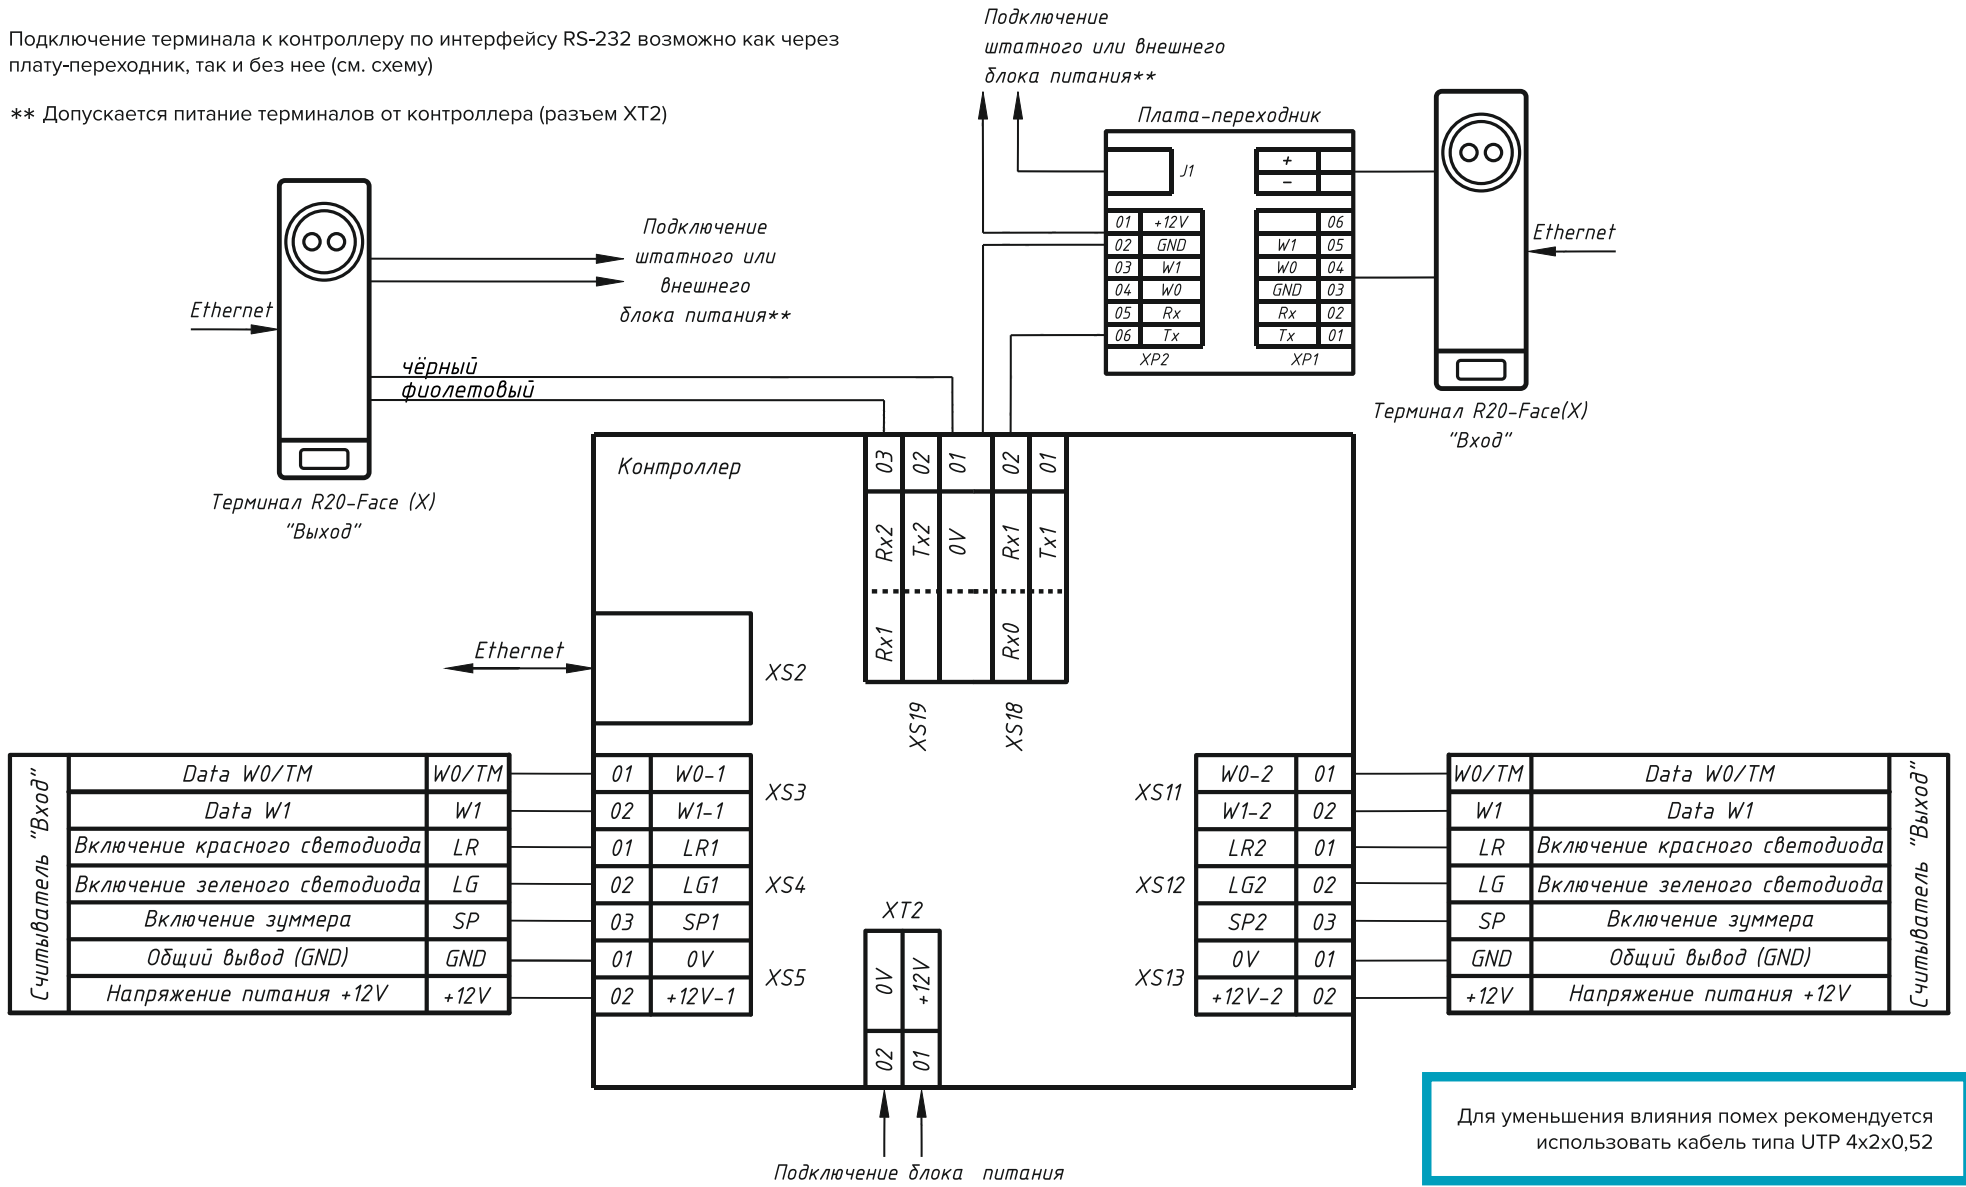 Подключение терминала к контроллеру по интерфейсу RS-232 возможно как через
плату-переходник, так и без нее (см. схему)
** Допускается питание терминалов от контроллера (разъем XT2)
Подключение
штатного или внешнего
блока питания**
Плата-переходник
J1
+
-
01 +12V
02 GND
03 W1
04 W0
05 Rx
06 Tx
XP2
06
W1 05
W0 04
GND 03
Rx 02
Tx 01
XP1
Ethernet
Терминал R20-Face(X)
"Вход"
Подключение
штатного или
внешнего
блока питания**
Ethernet
чёрный
фиолетовый
Терминал R20-Face (X)
"Выход"
Контроллер
03 02 01 02 01
Rx2 Tx2 0V Rx1 Tx1
Rx1 Rx0
XS19 XS18
Ethernet
XS2
Считыватель "Вход"
Data W0/TM W0/TM 01 W0-1
Data W1 W1 02 W1-1
XS3
Включение красного светодиода LR 01 LR1
Включение зеленого светодиода LG 02 LG1
Включение зуммера SP 03 SP1
XS4
Общий вывод (GND) GND 01 0V
Напряжение питания +12V +12V 02 +12V-1
XS5
XT2
0V +12V
02 01
Подключение блока питания
XS11
W0-2 01 W0/TM Data W0/TM
W1-2 02 W1 Data W1
XS12
LR2 01 LR Включение красного светодиода
LG2 02 LG Включение зеленого светодиода
SP2 03 SP Включение зуммера
XS13
0V 01 GND Общий вывод (GND)
+12V-2 02 +12V Напряжение питания +12V
Считыватель "Выход"
Для уменьшения влияния помех рекомендуется
использовать кабель типа UTP 4x2x0,52